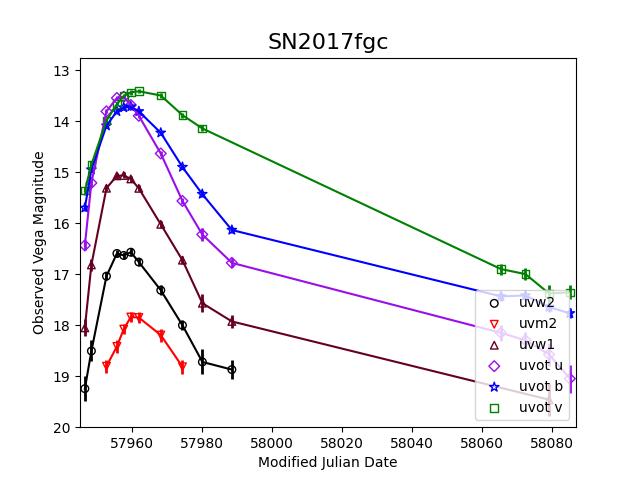 SN2017fgc
13
14
15
16
17
18
19
20
Observed Vega Magnitude
57960
57980
58000
58020
58040
58060
58080
Modified Julian Date
uvw2
uvm2
uvw1
uvot u
uvot b
uvot v